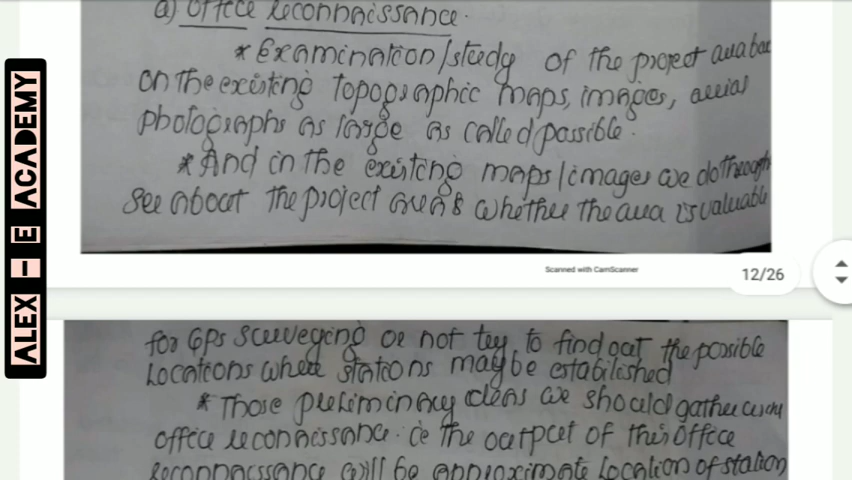 a) Office Reconnaissance.
* Examination/study of the project area based
on the existing topographic maps, images, aerial
photographs as large as called possible.
* And in the existing maps/images we do through
see about the project areas whether the area is valuable
Scanned with CamScanner
12/26
for GPS surveying or not try to find out the possible
locations where stations may be established
* Those preliminary ideas we should gather
office reconnaissance. ie the output of this office
reconnaissance will be approximate location of station
ALEX - E ACADEMY